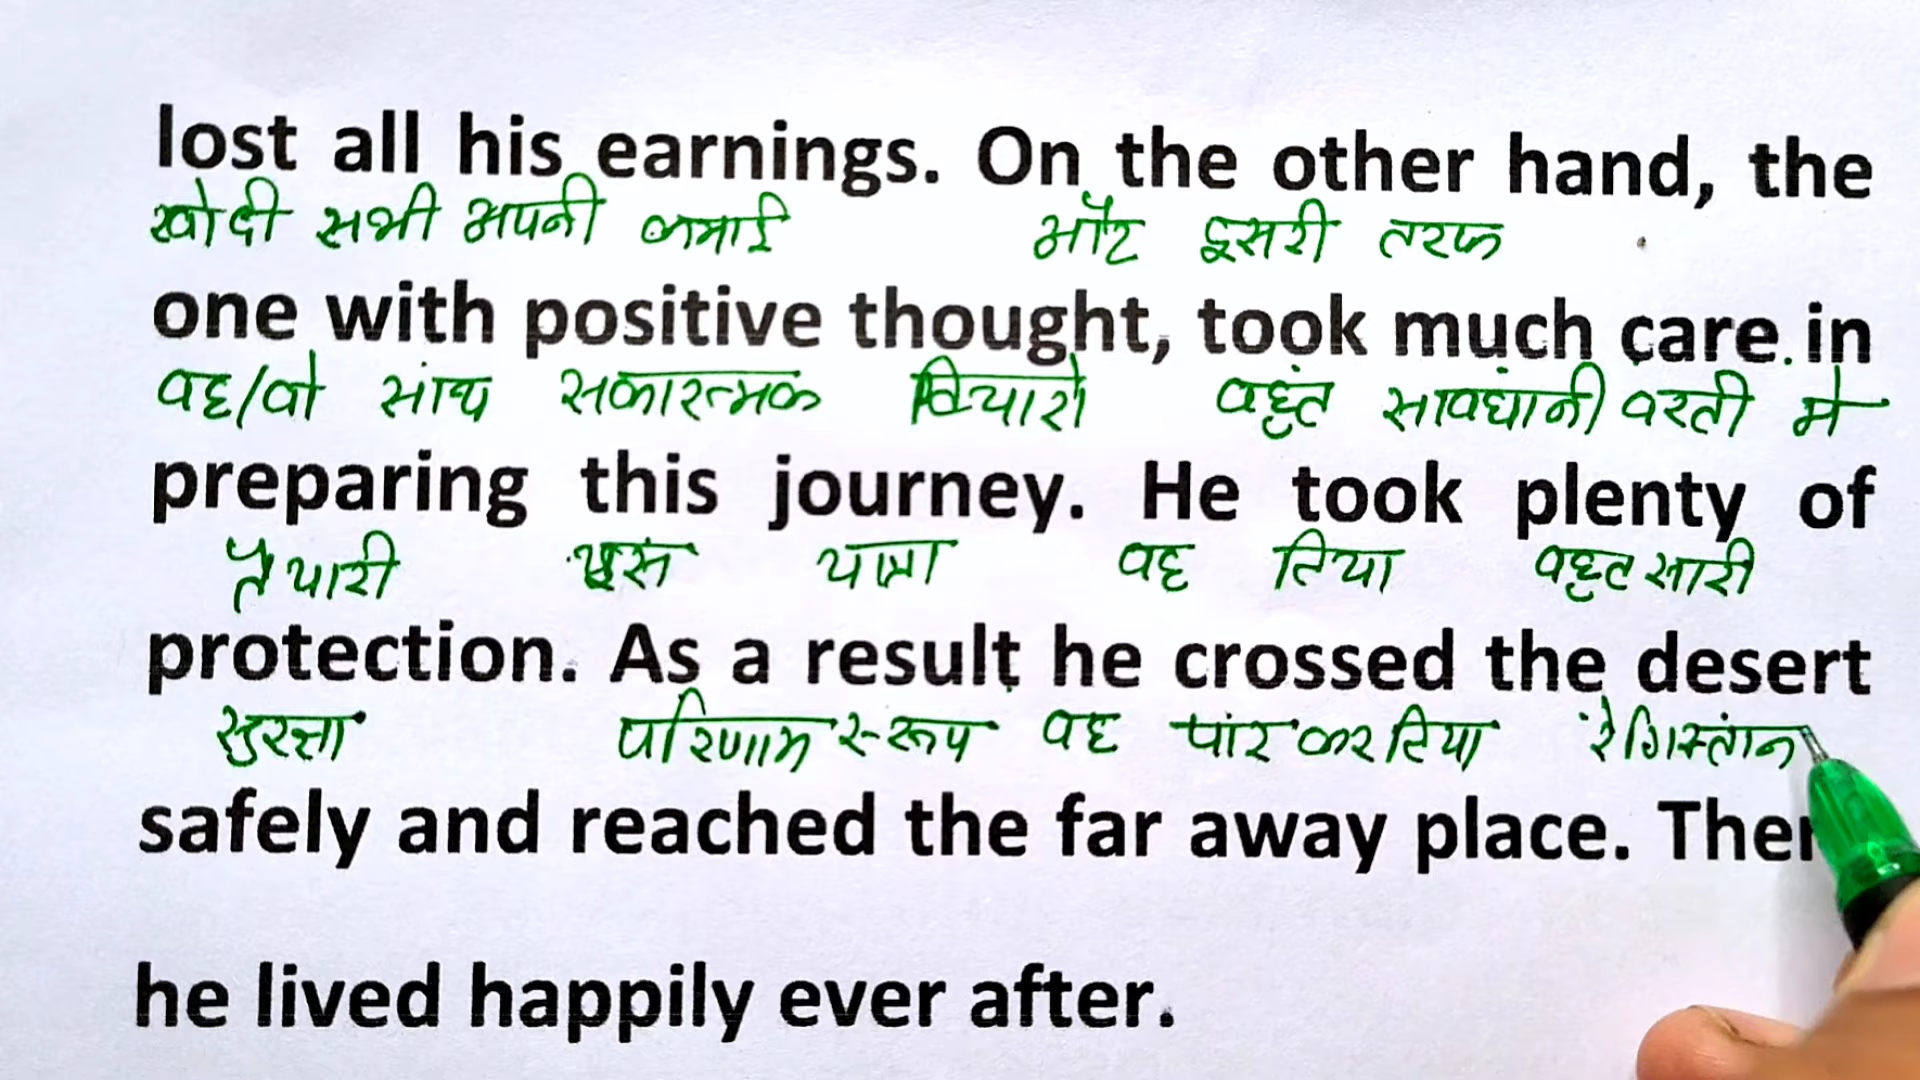 lost all his earnings. On the other hand, the
खोदी सभी अपनी कमाई और दूसरी तरफ
one with positive thought, took much care in
वह/वो साथ सकारत्मक विचारो बहुत सावधानी बरती मे
preparing this journey. He took plenty of
तैयारी इस यात्रा वह लिया बहुत सारी
protection. As a result he crossed the desert
सुरक्षा परिणाम स्वरूप वह पार कर लिया रेगिस्तान
safely and reached the far away place.
he lived happily ever after.